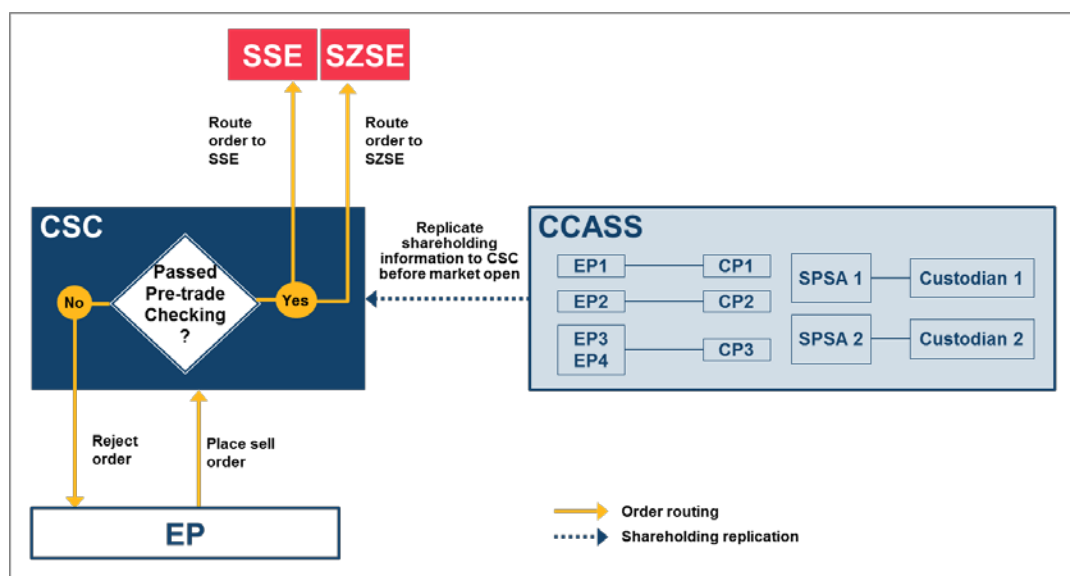 SSE
SZSE
Route
order to
SSE
Route
order to
SZSE
CSC
Passed
Pre-trade
Checking
?
No
Yes
Replicate
shareholding
information to CSC
before market open
CCASS
EP1
CP1
EP2
CP2
EP3
EP4
CP3
SPSA 1
Custodian 1
SPSA 2
Custodian 2
Reject
order
Place sell
order
EP
Order routing
Shareholding replication